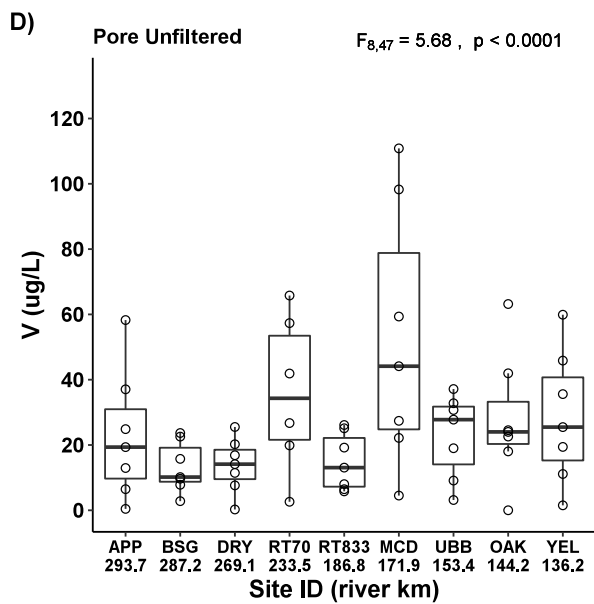 D)
Pore Unfiltered
F8,47 = 5.68 , p < 0.0001
V (ug/L)
120
100
80
60
40
20
0
APP BSG DRY RT70 RT833 MCD UBB OAK YEL
293.7 287.2 269.1 233.5 186.8 171.9 153.4 144.2 136.2
Site ID (river km)